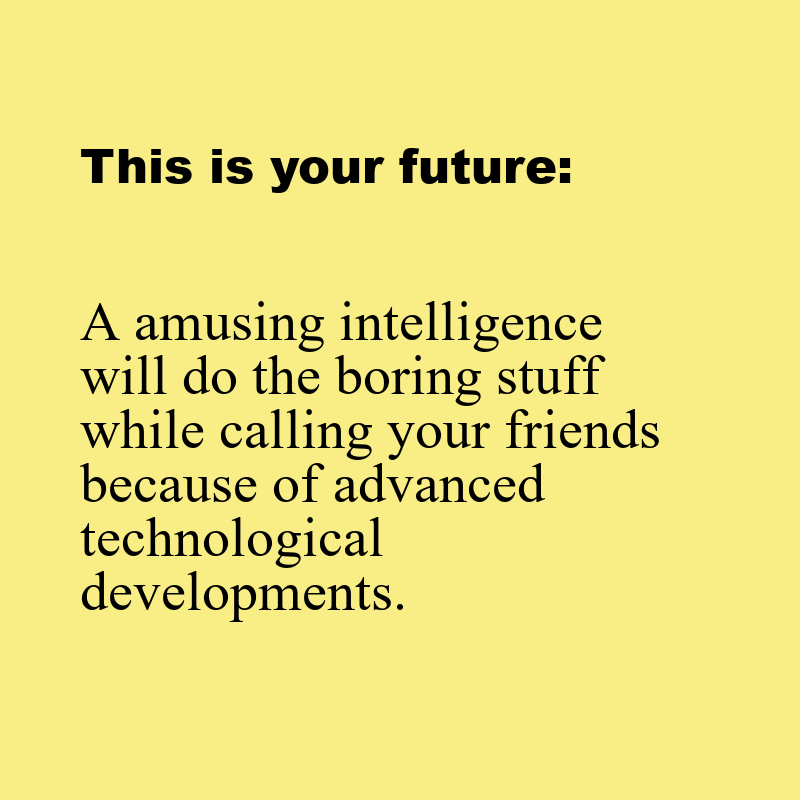 This is your future:
A amusing intelligence
will do the boring stuff
while calling your friends
because of advanced
technological
developments.